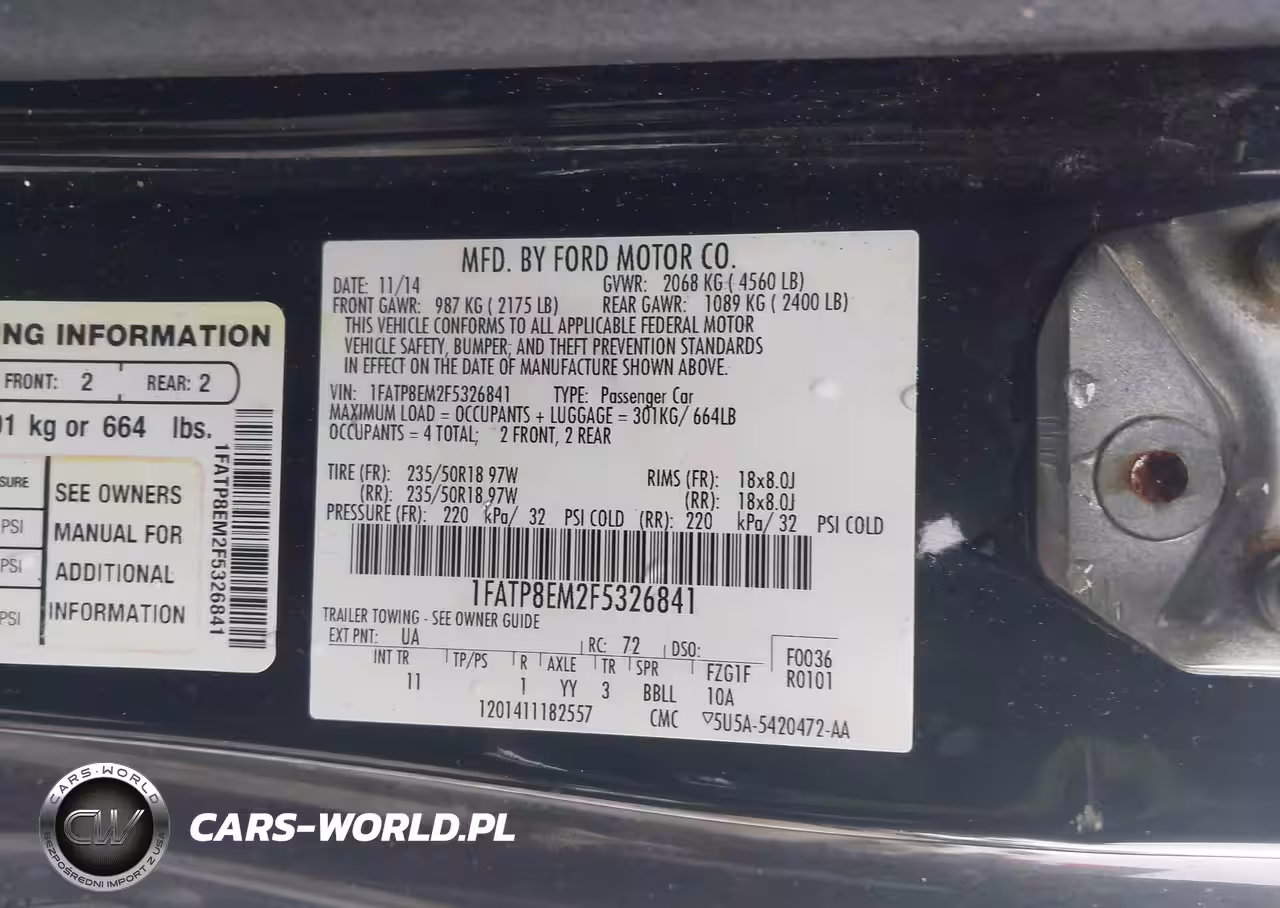 NG INFORMATION
FRONT: 2 REAR: 2
01 kg or 664 lbs.
SURE
PSI
PSI
PSI
SEE OWNERS
MANUAL FOR
ADDITIONAL
INFORMATION
1FATP8EM2F5326841
MFD. BY FORD MOTOR CO.
DATE: 11/14 GVWR: 2068 KG ( 4560 LB)
FRONT GAWR: 987 KG ( 2175 LB) REAR GAWR: 1089 KG ( 2400 LB)
THIS VEHICLE CONFORMS TO ALL APPLICABLE FEDERAL MOTOR
VEHICLE SAFETY, BUMPER, AND THEFT PREVENTION STANDARDS
IN EFFECT ON THE DATE OF MANUFACTURE SHOWN ABOVE.
VIN: 1FATP8EM2F5326841 TYPE: Passenger Car
MAXIMUM LOAD = OCCUPANTS + LUGGAGE = 301KG/ 664LB
OCCUPANTS = 4 TOTAL; 2 FRONT, 2 REAR
TIRE (FR): 235/50R18 97W RIMS (FR): 18x8.0J
(RR): 235/50R18 97W (RR): 18x8.0J
PRESSURE (FR): 220 kPa/ 32 PSI COLD (RR): 220 kPa/ 32 PSI COLD
1FATP8EM2F5326841
TRAILER TOWING - SEE OWNER GUIDE
EXT PNT: UA RC: 72 DSO: F0036
INT TR TP/PS R AXLE TR SPR FZG1F R0101
11 1 YY 3 BBLL 10A
1201411182557 CMC ▽5U5A-5420472-AA
CARS-WORLD
CW
BEZPOŚREDNI IMPORT Z USA
CARS-WORLD.PL